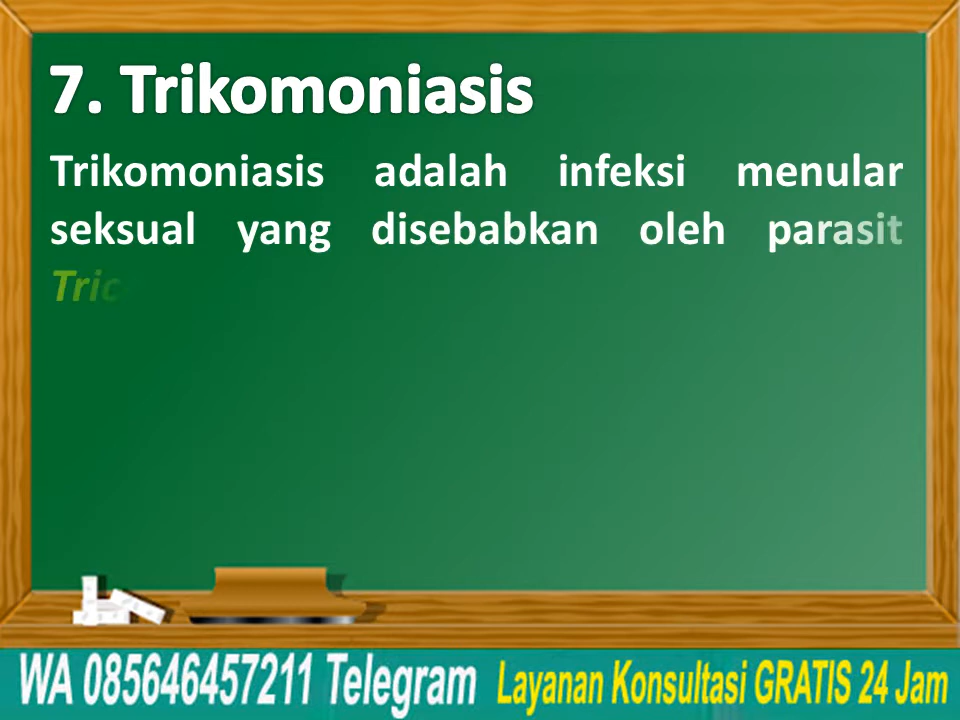 7. Trikomoniasis
Trikomoniasis adalah infeksi menular
seksual yang disebabkan oleh parasit
Tric
WA 085646457211 Telegram Layanan Konsultasi GRATIS 24 Jam